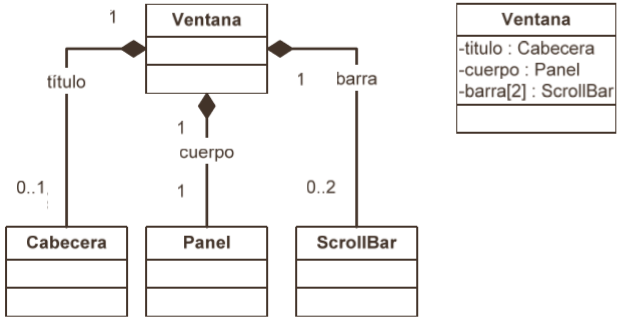 1
Ventana
título
1
barra
1
cuerpo
0..1
1
0..2
Cabecera
Panel
ScrollBar
Ventana
-titulo : Cabecera
-cuerpo : Panel
-barra[2] : ScrollBar